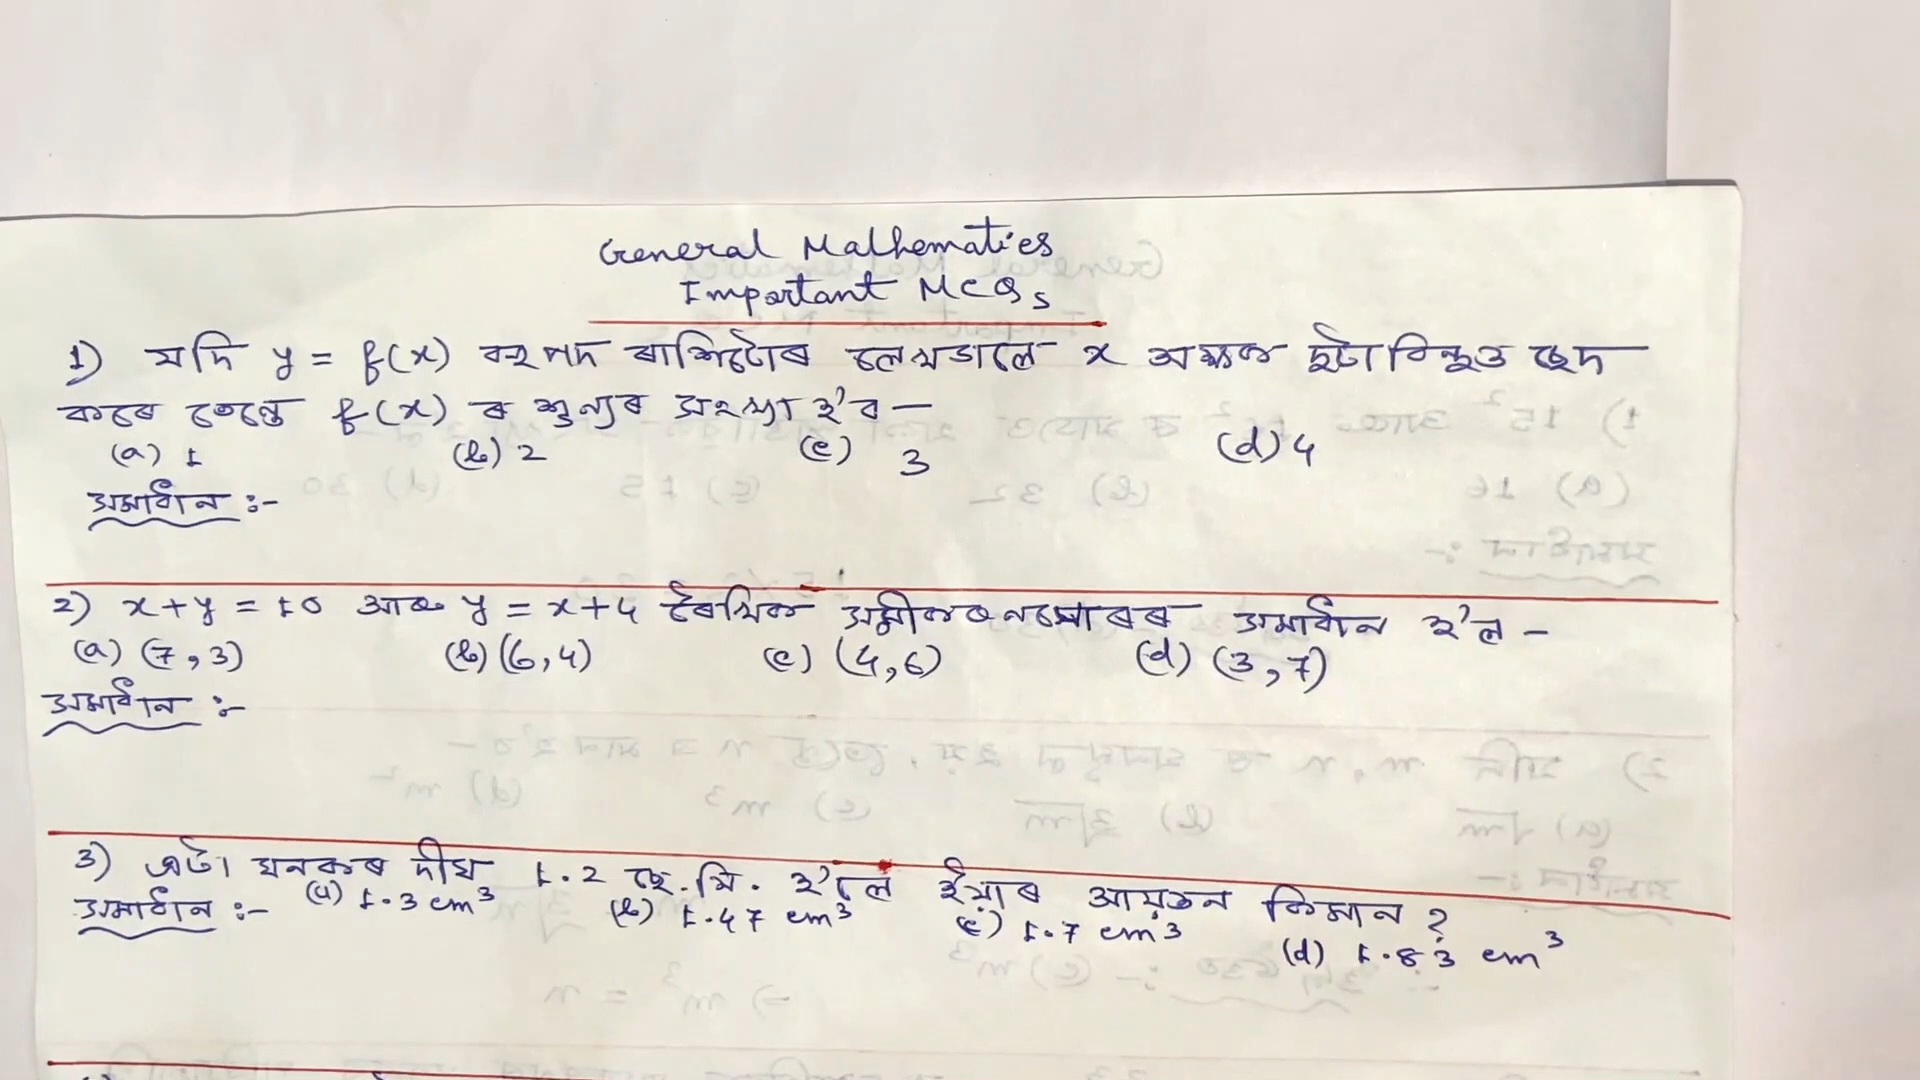 General Mathematics
Important MCQs
1) যদি y = f(x) বহুপদ ৰাশিটোৰ লেখডালে x অক্ষক দুটা বিন্দুত ছেদ
কৰে তেন্তে f(x) ৰ শূন্যৰ সংখ্যা হ'ব —
(a) 1 (b) 2 (c) 3 (d) 4
সমাধান :-
2) x+y = 10 আৰু y = x+4 ৰৈখিক সমীকৰণযোৰৰ সমাধান হ'ল -
(a) (7,3) (b) (6,4) (c) (4,6) (d) (3,7)
সমাধান :-
3) এটা ঘনকৰ দীঘ 1.2 ছে.মি. হ'লে ইয়াৰ আয়তন কিমান ?
সমাধান :- (a) 1.3 cm³ (b) 1.47 cm³ (c) 1.7 cm³ (d) 1.83 cm³